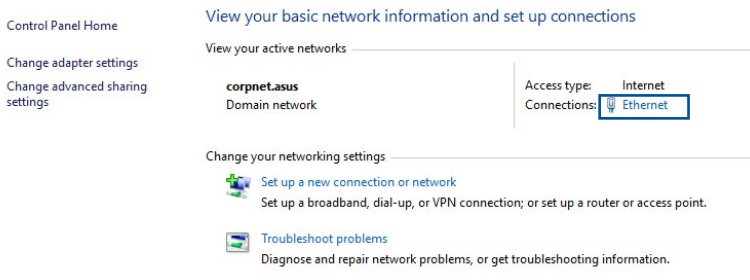 View your basic network information and set up connections
Control Panel Home
View your active networks
Change adapter settings
Change advanced sharing
settings
corpnet.asus
Domain network
Access type: Internet
Connections: Ethernet
Change your networking settings
Set up a new connection or network
Set up a broadband, dial-up, or VPN connection; or set up a router or access point.
Troubleshoot problems
Diagnose and repair network problems, or get troubleshooting information.